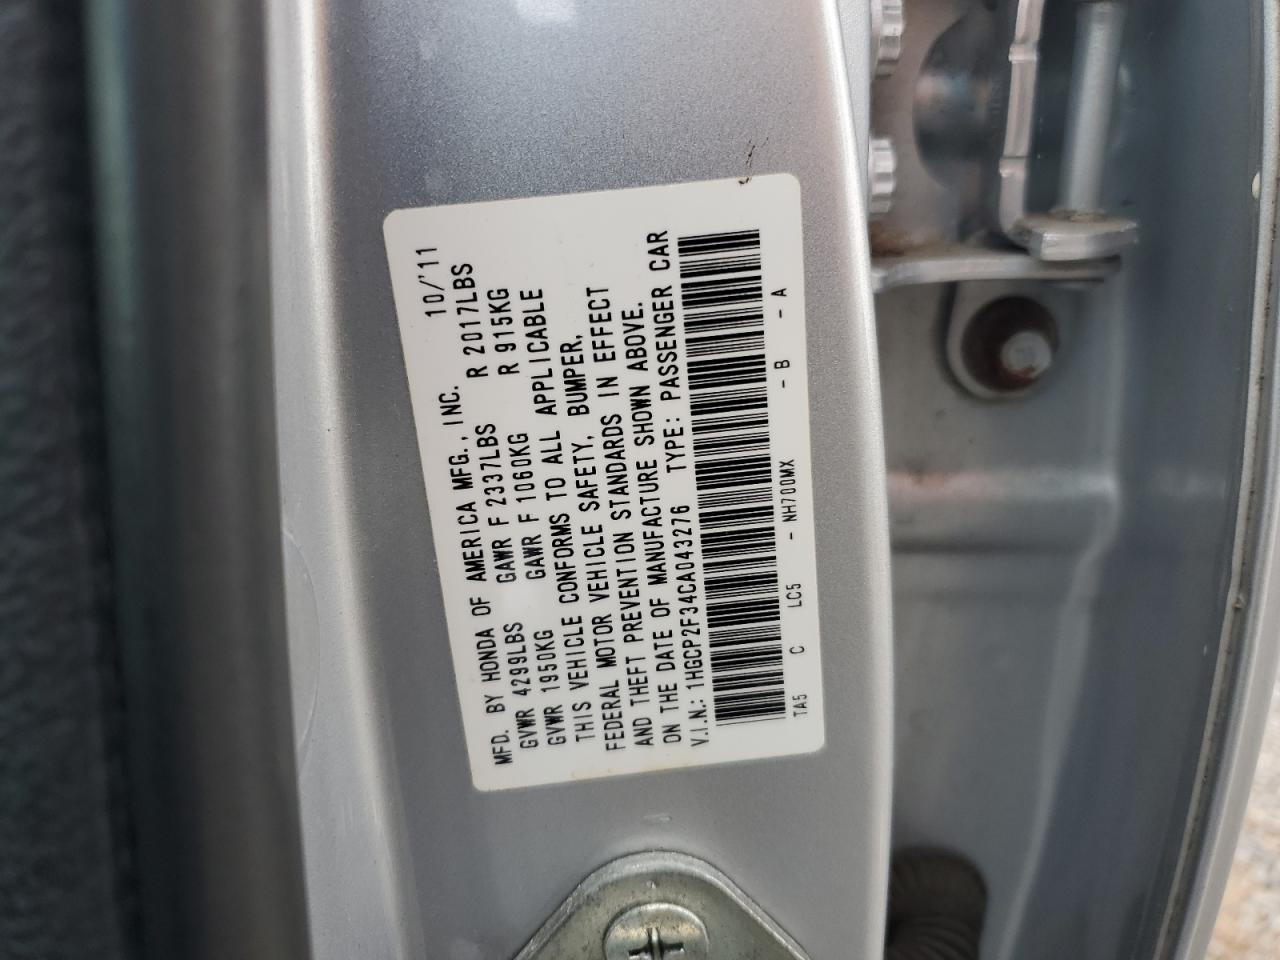 MFD. BY HONDA OF AMERICA MFG., INC. 10/'11
GVWR 4299LBS GAWR F 2337LBS R 2017LBS
GVWR 1950KG GAWR F 1060KG R 915KG
THIS VEHICLE CONFORMS TO ALL APPLICABLE
FEDERAL MOTOR VEHICLE SAFETY, BUMPER,
AND THEFT PREVENTION STANDARDS IN EFFECT
ON THE DATE OF MANUFACTURE SHOWN ABOVE.
V.I.N.: 1HGCP2F34CA043276 TYPE: PASSENGER CAR
TA5 C LC5 - NH700MX - B - A